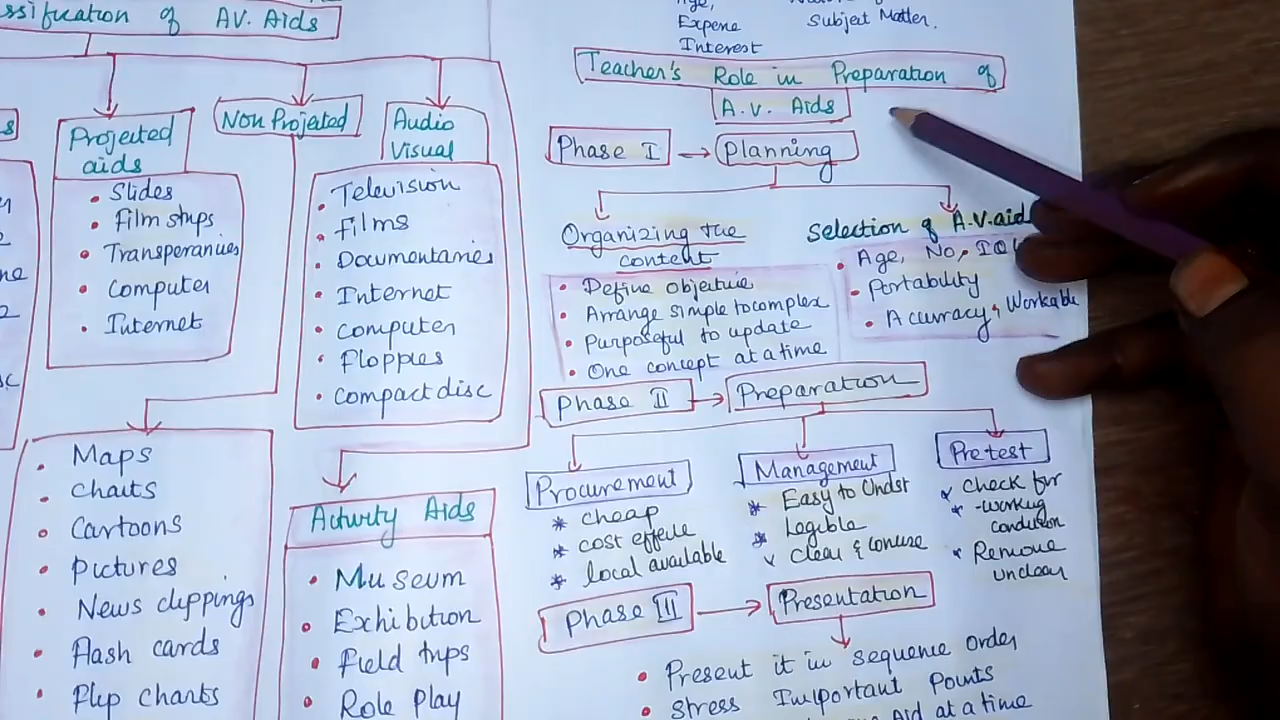 ssification of AV. Aids
Projected
aids
Slides
Film strips
Transperancies
Computer
Internet
Non Projected
Maps
Charts
Cartoons
Pictures
News clippings
Flash cards
Flip charts
Audio
Visual
Television
Films
Documentaries
Internet
Computer
Floppies
Compact disc
Activity Aids
Museum
Exhibition
Field trips
Role play
Age,
Expene
Interest
Subject Matter.
Teacher's Role in Preparation of
A.V. Aids
Phase I → Planning
Organizing the
content
Define objective
Arrange simple to complex
Purposeful to update
One concept at a time
Selection of A.V.aid
Age, No, IQ
Portability
Accuracy & Workable
Phase II → Preparation
Procurement
* cheap
* cost effecive
* local available
Management
* Easy to Undst
* Legible
* Clear & Concise
Pretest
* check for
* -working
condition
* Remove
unclear
Phase III → Presentation
Present it in sequence order
Stress Important Points
Aid at a time